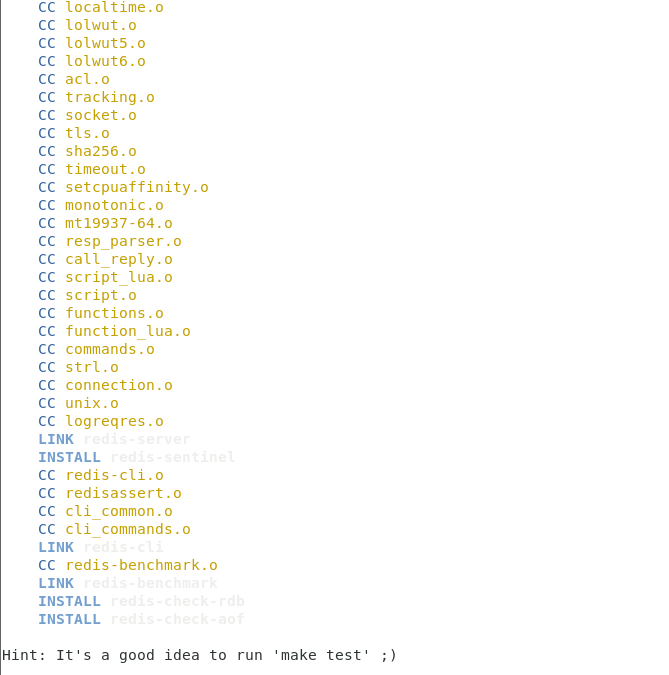 CC localtime.o
CC lolwut.o
CC lolwut5.o
CC lolwut6.o
CC acl.o
CC tracking.o
CC socket.o
CC tls.o
CC sha256.o
CC timeout.o
CC setcpuaffinity.o
CC monotonic.o
CC mt19937-64.o
CC resp_parser.o
CC call_reply.o
CC script_lua.o
CC script.o
CC functions.o
CC function_lua.o
CC commands.o
CC strl.o
CC connection.o
CC unix.o
CC logreqres.o
LINK redis-server
INSTALL redis-sentinel
CC redis-cli.o
CC redisassert.o
CC cli_common.o
CC cli_commands.o
LINK redis-cli
CC redis-benchmark.o
LINK redis-benchmark
INSTALL redis-check-rdb
INSTALL redis-check-aof
Hint: It's a good idea to run 'make test' ;)